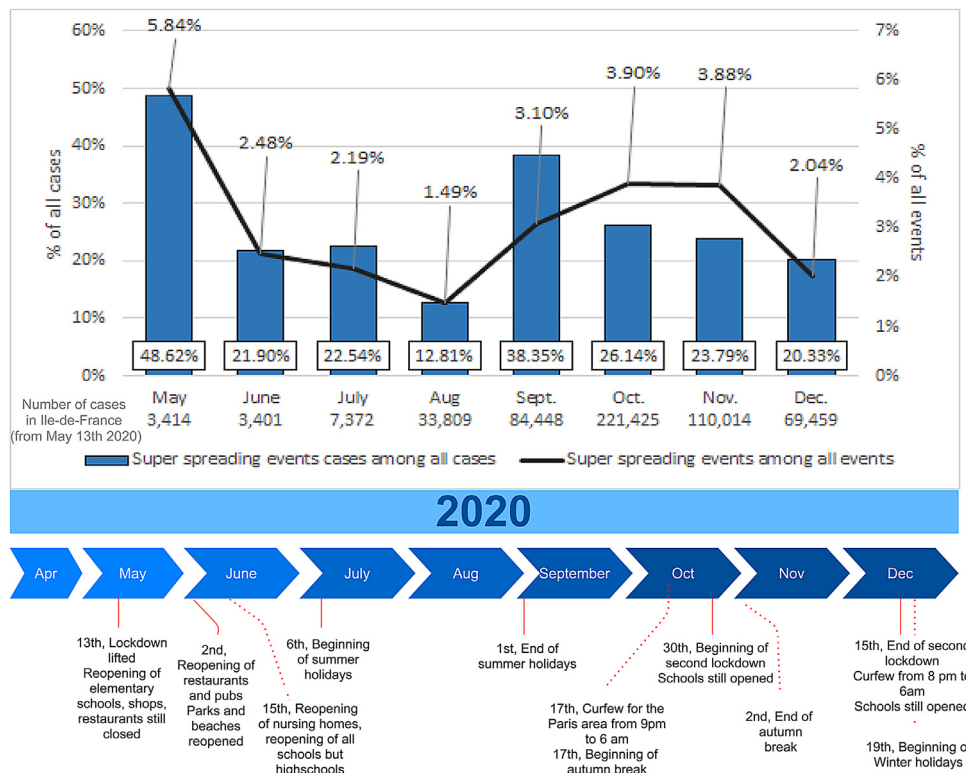 60%
50%
40%
30%
20%
10%
0%
% of all cases
7%
6%
5%
4%
3%
2%
1%
0%
% of all events
5.84%
2.48%
2.19%
1.49%
3.10%
3.90%
3.88%
2.04%
48.62% 21.90% 22.54% 12.81% 38.35% 26.14% 23.79% 20.33%
May June July Aug Sept. Oct. Nov. Dec.
Number of cases
in Ile-de-France
(from May 13th 2020)
3,414 3,401 7,372 33,809 84,448 221,425 110,014 69,459
Super spreading events cases among all cases Super spreading events among all events
2020
Apr May June July Aug September Oct Nov Dec
13th, Lockdown
lifted
Reopening of
elementary
schools, shops,
restaurants still
closed
2nd,
Reopening of
restaurants
and pubs
Parks and
beaches
reopened
15th, Reopening
of nursing homes,
reopening of all
schools but
highschools
6th, Beginning
of summer
holidays
1st, End of
summer holidays
17th, Curfew for the
Paris area from 9pm
to 6 am
17th, Beginning of
autumn break
30th, Beginning of
second lockdown
Schools still opened
2nd, End of
autumn
break
15th, End of second
lockdown
Curfew from 8 pm to
6am
Schools still opened
19th, Beginning of
Winter holidays